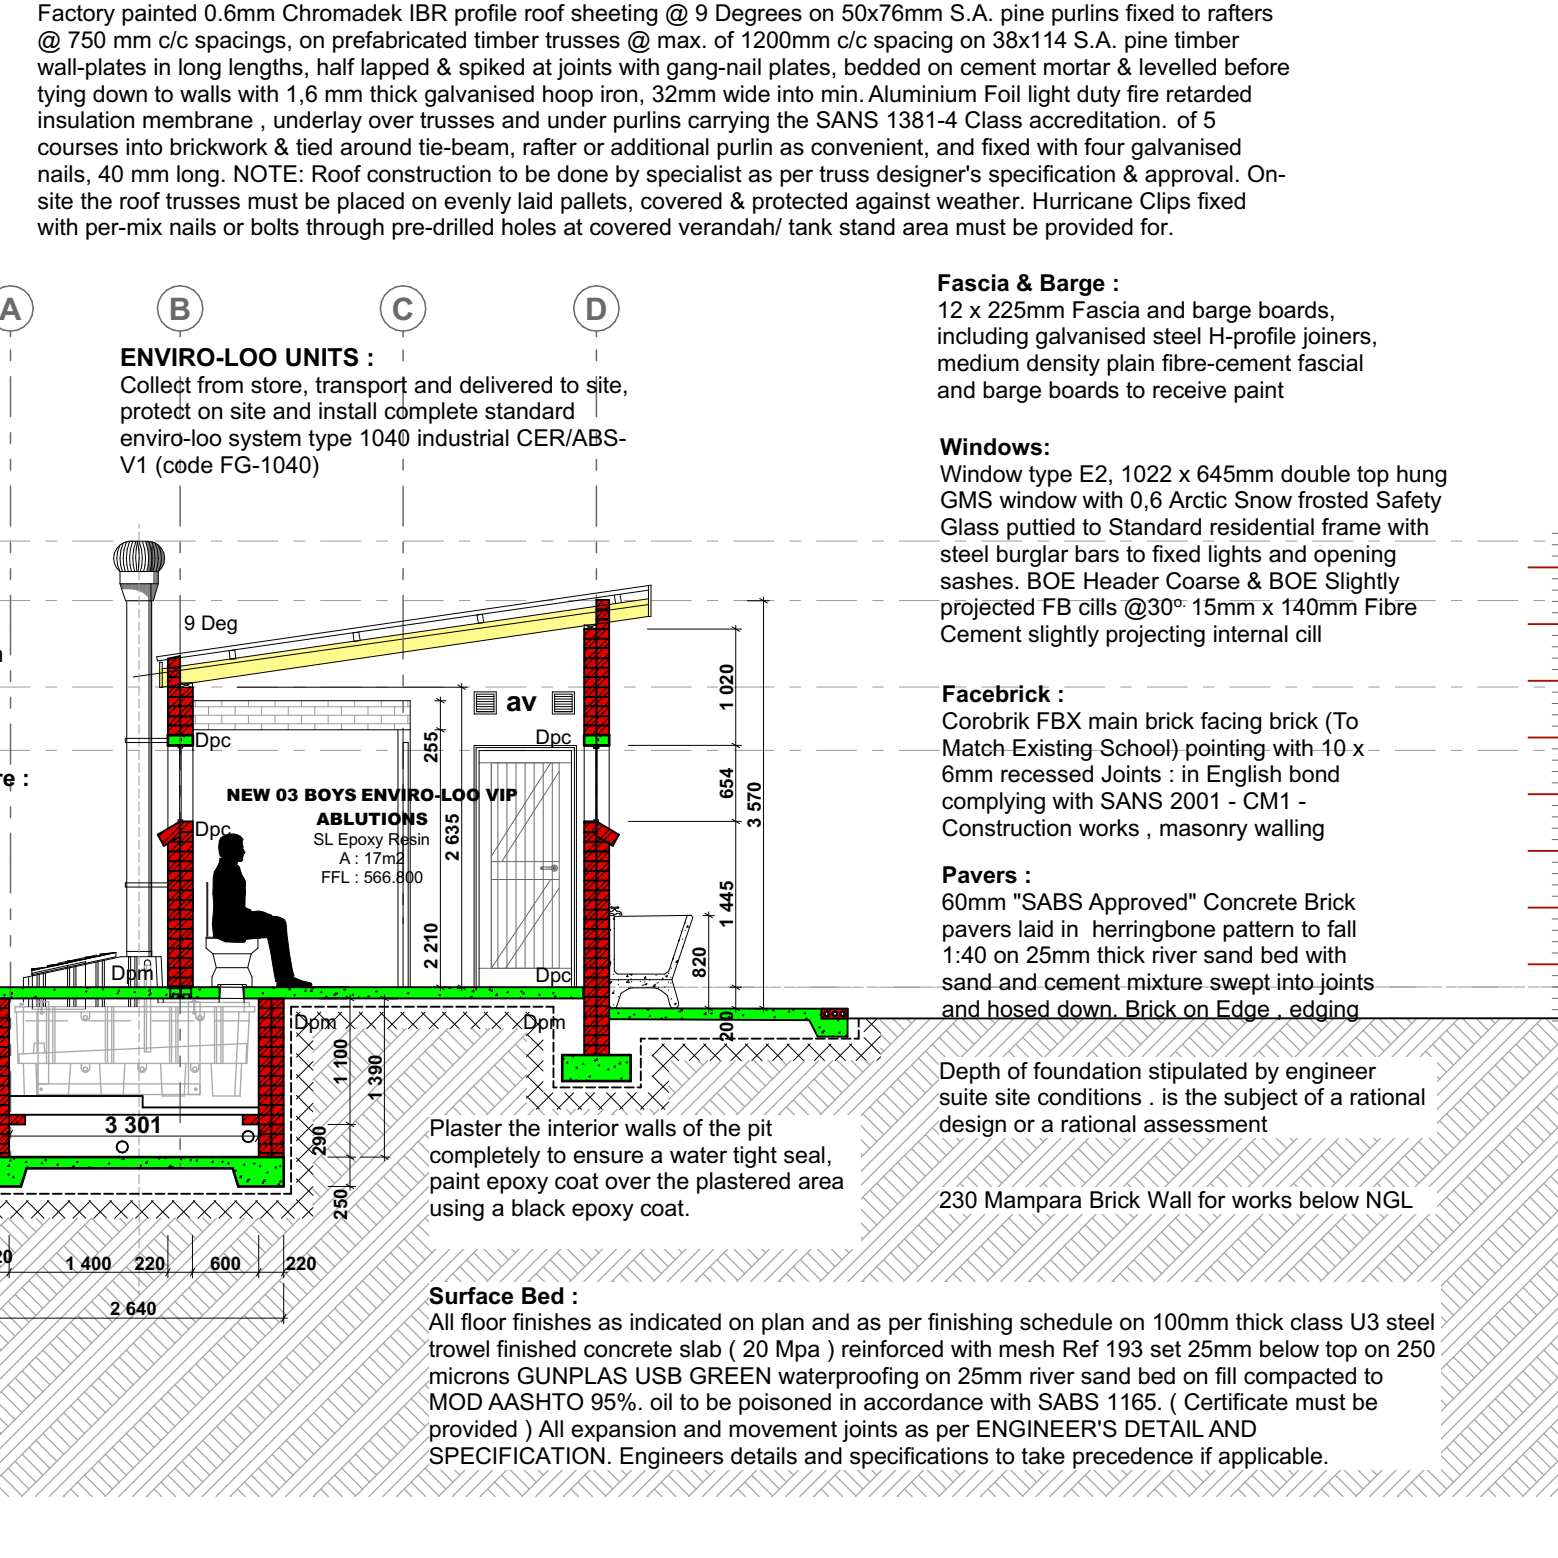 Factory painted 0.6mm Chromadek IBR profile roof sheeting @ 9 Degrees on 50x76mm S.A. pine purlins fixed to rafters
@ 750 mm c/c spacings, on prefabricated timber trusses @ max. of 1200mm c/c spacing on 38x114 S.A. pine timber
wall-plates in long lengths, half lapped & spiked at joints with gang-nail plates, bedded on cement mortar & levelled before
tying down to walls with 1,6 mm thick galvanised hoop iron, 32mm wide into min. Aluminium Foil light duty fire retarded
insulation membrane , underlay over trusses and under purlins carrying the SANS 1381-4 Class accreditation. of 5
courses into brickwork & tied around tie-beam, rafter or additional purlin as convenient, and fixed with four galvanised
nails, 40 mm long. NOTE: Roof construction to be done by specialist as per truss designer's specification & approval. On-
site the roof trusses must be placed on evenly laid pallets, covered & protected against weather. Hurricane Clips fixed
with per-mix nails or bolts through pre-drilled holes at covered verandah/ tank stand area must be provided for.
A
B
C
D
ENVIRO-LOO UNITS :
Collect from store, transport and delivered to site,
protect on site and install complete standard
enviro-loo system type 1040 industrial CER/ABS-
V1 (code FG-1040)
Fascia & Barge :
12 x 225mm Fascia and barge boards,
including galvanised steel H-profile joiners,
medium density plain fibre-cement fascial
and barge boards to receive paint
Windows:
Window type E2, 1022 x 645mm double top hung
GMS window with 0,6 Arctic Snow frosted Safety
Glass puttied to Standard residential frame with
steel burglar bars to fixed lights and opening
sashes. BOE Header Coarse & BOE Slightly
projected FB cills @30º. 15mm x 140mm Fibre
Cement slightly projecting internal cill
Facebrick :
Corobrik FBX main brick facing brick (To
Match Existing School) pointing with 10 x
6mm recessed Joints : in English bond
complying with SANS 2001 - CM1 -
Construction works , masonry walling
Pavers :
60mm "SABS Approved" Concrete Brick
pavers laid in herringbone pattern to fall
1:40 on 25mm thick river sand bed with
sand and cement mixture swept into joints
and hosed down. Brick on Edge , edging
9 Deg
av
Dpc
Dpc
Dpc
Dpc
re :
NEW 03 BOYS ENVIRO-LOO VIP
ABLUTIONS
SL Epoxy Resin
A : 17m2
FFL : 566.800
255
2 635
2 210
1 020
654
3 570
1 445
820
200
Dpm
Dpm
Dpm
1 100
1 390
290
250
3 301
20
1 400
220
600
220
2 640
Plaster the interior walls of the pit
completely to ensure a water tight seal,
paint epoxy coat over the plastered area
using a black epoxy coat.
Depth of foundation stipulated by engineer
suite site conditions . is the subject of a rational
design or a rational assessment
230 Mampara Brick Wall for works below NGL
Surface Bed :
All floor finishes as indicated on plan and as per finishing schedule on 100mm thick class U3 steel
trowel finished concrete slab ( 20 Mpa ) reinforced with mesh Ref 193 set 25mm below top on 250
microns GUNPLAS USB GREEN waterproofing on 25mm river sand bed on fill compacted to
MOD AASHTO 95%. oil to be poisoned in accordance with SABS 1165. ( Certificate must be
provided ) All expansion and movement joints as per ENGINEER'S DETAIL AND
SPECIFICATION. Engineers details and specifications to take precedence if applicable.